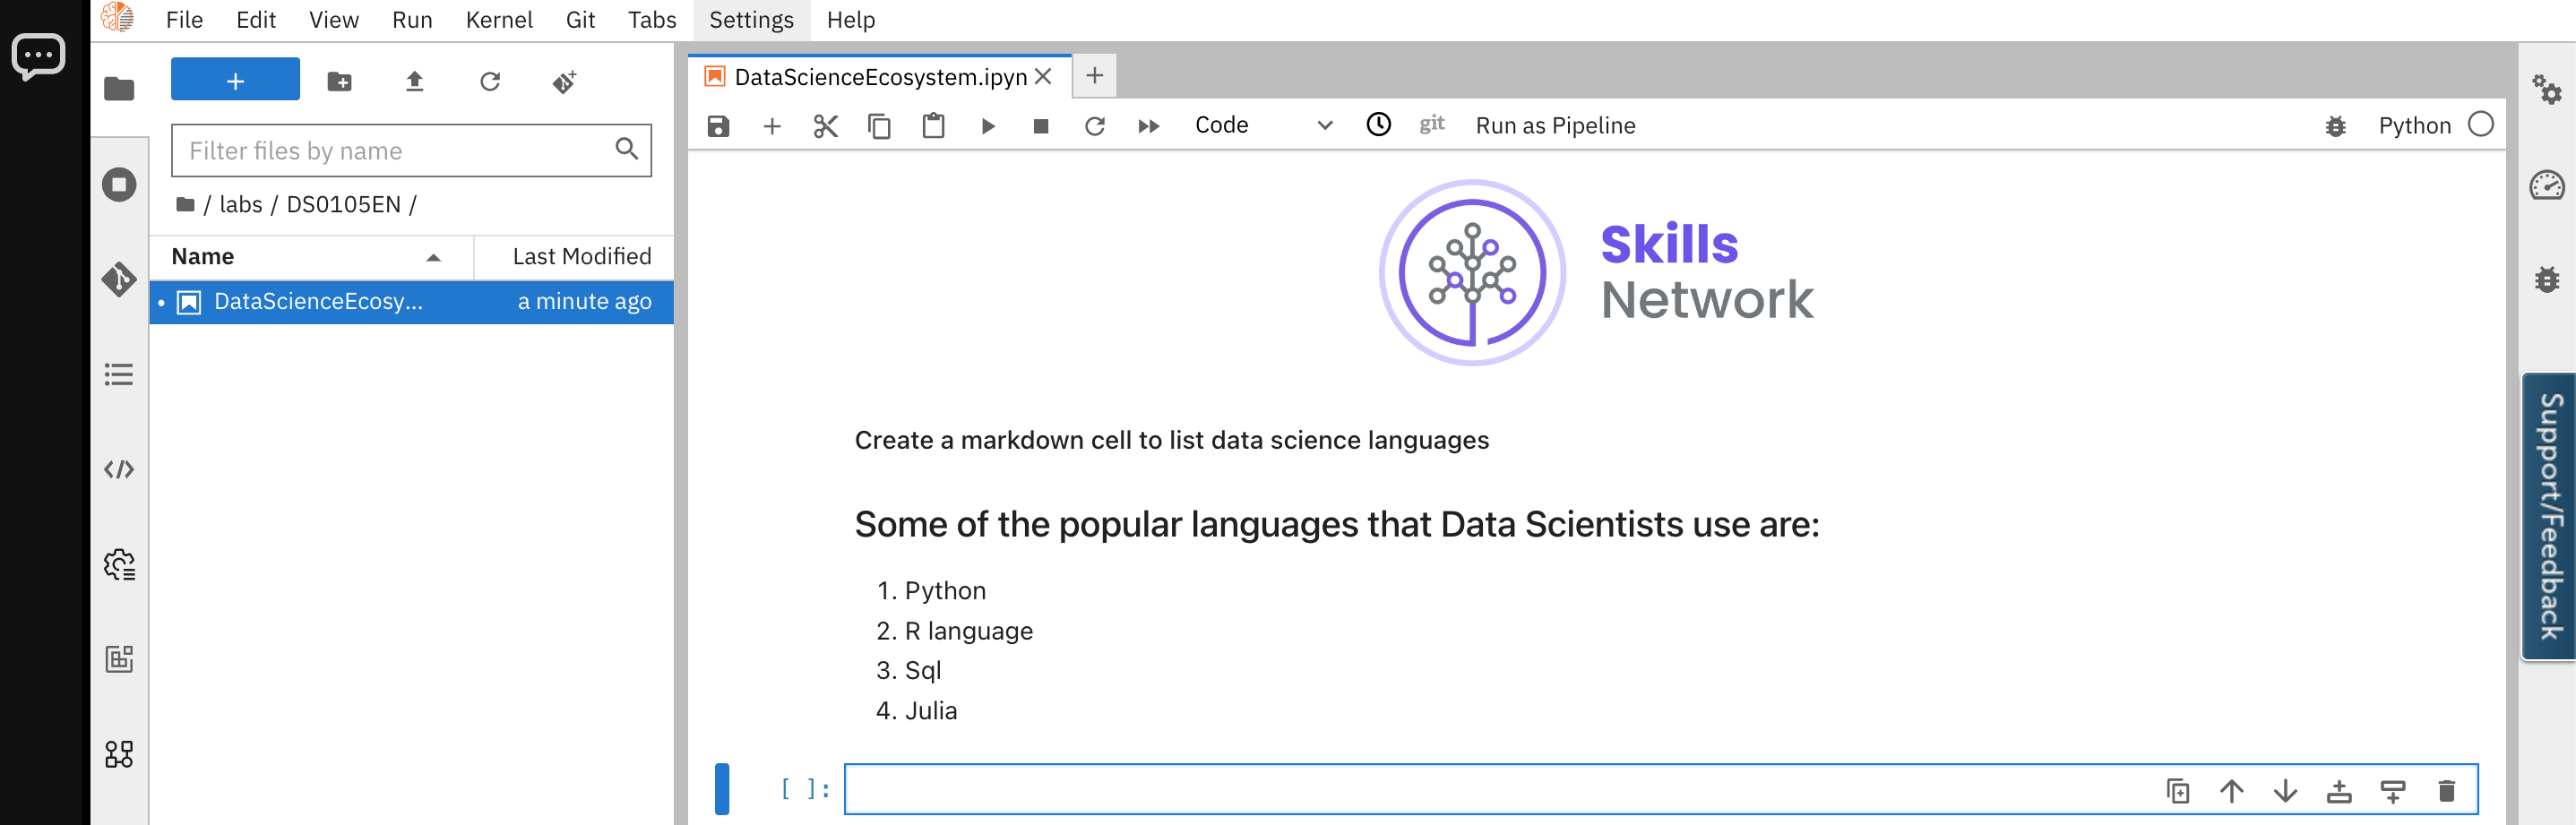 File Edit View Run Kernel Git Tabs Settings Help
+
Filter files by name
/ labs / DS0105EN /
Name Last Modified
DataScienceEcosy... a minute ago
DataScienceEcosystem.ipyn
Code git Run as Pipeline Python
Skills
Network
Create a markdown cell to list data science languages
Some of the popular languages that Data Scientists use are:
1. Python
2. R language
3. Sql
4. Julia
[ ]:
Support/Feedback